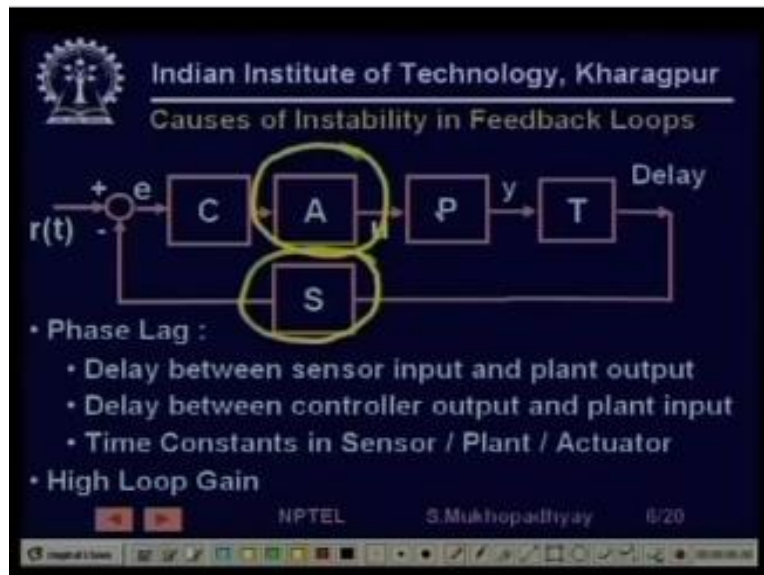 Indian Institute of Technology, Kharagpur
Causes of Instability in Feedback Loops
Delay
+ e C A u P y T
r(t) -
S
• Phase Lag :
• Delay between sensor input and plant output
• Delay between controller output and plant input
• Time Constants in Sensor / Plant / Actuator
• High Loop Gain
NPTEL S.Mukhopadhyay 6/20